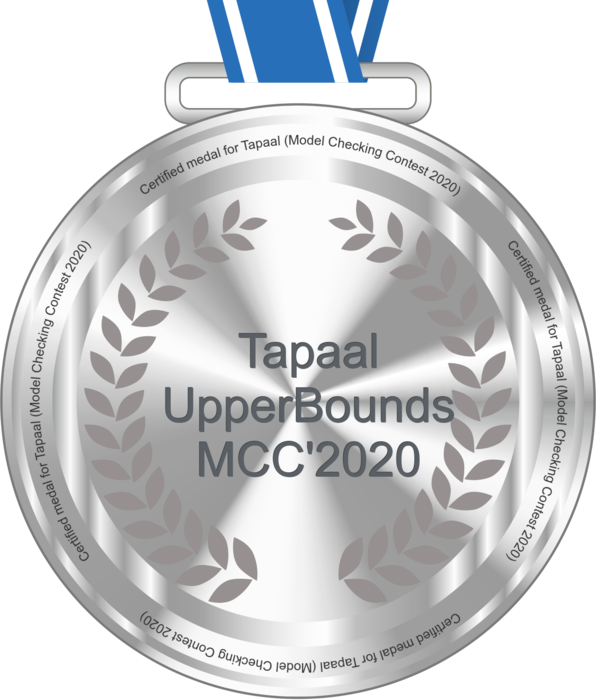 Certified medal for Tapaal (Model Checking Contest 2020)
Certified medal for Tapaal (Model Checking Contest 2020)
Certified medal for Tapaal (Model Checking Contest 2020)
Tapaal
UpperBounds
MCC'2020
Certified medal for Tapaal (Model Checking Contest 2020)